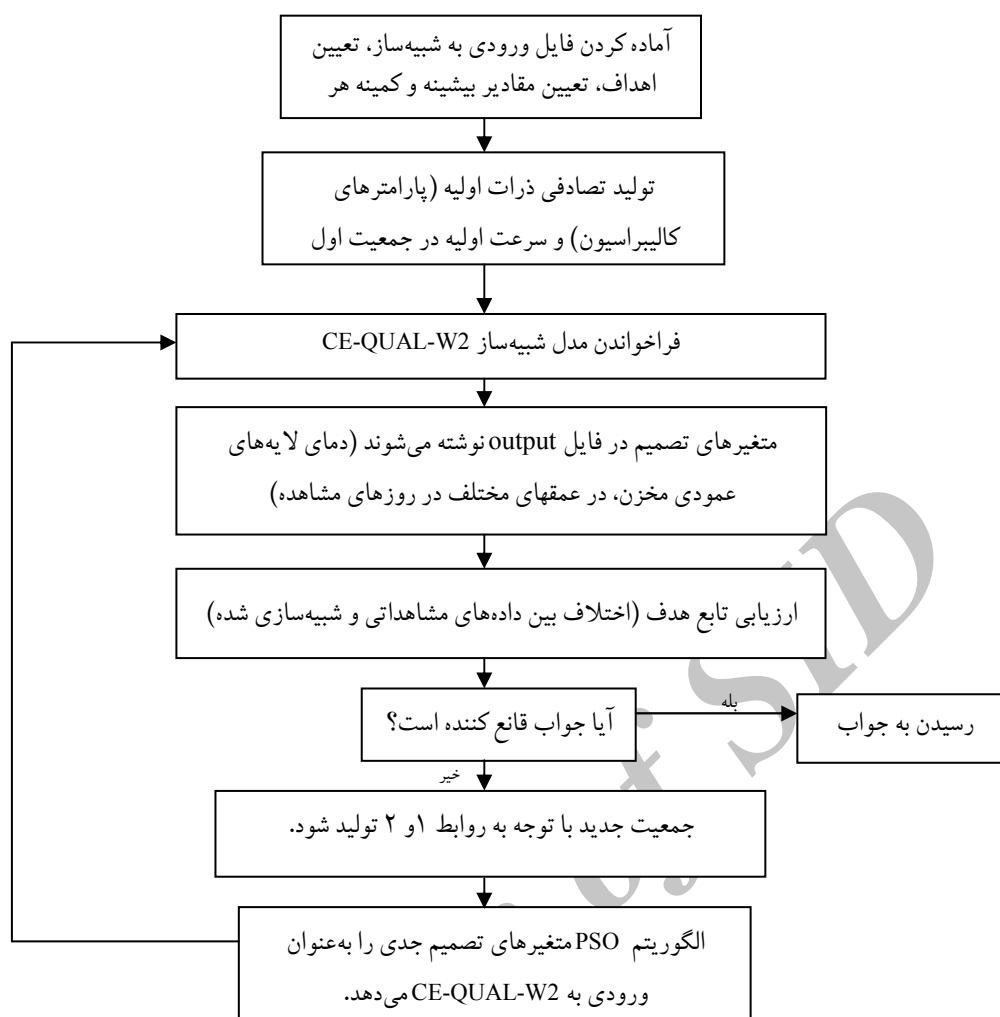 آماده کردن فایل ورودی به شبیه‌ساز، تعیین
اهداف، تعیین مقادیر بیشینه و کمینه هر
تولید تصادفی ذرات اولیه (پارامترهای
کالیبراسیون) و سرعت اولیه در جمعیت اول
فراخواندن مدل شبیه‌ساز CE-QUAL-W2
متغیرهای تصمیم در فایل output نوشته می‌شوند (دمای لایه‌های
عمودی مخزن، در عمقهای مختلف در روزهای مشاهده)
ارزیابی تابع هدف (اختلاف بین داده‌های مشاهداتی و شبیه‌سازی شده)
آیا جواب قانع کننده است؟
بله
رسیدن به جواب
خیر
جمعیت جدید با توجه به روابط ۱و ۲ تولید شود.
الگوریتم PSO متغیرهای تصمیم جدی را به‌عنوان
ورودی به CE-QUAL-W2 می‌دهد.
of SID